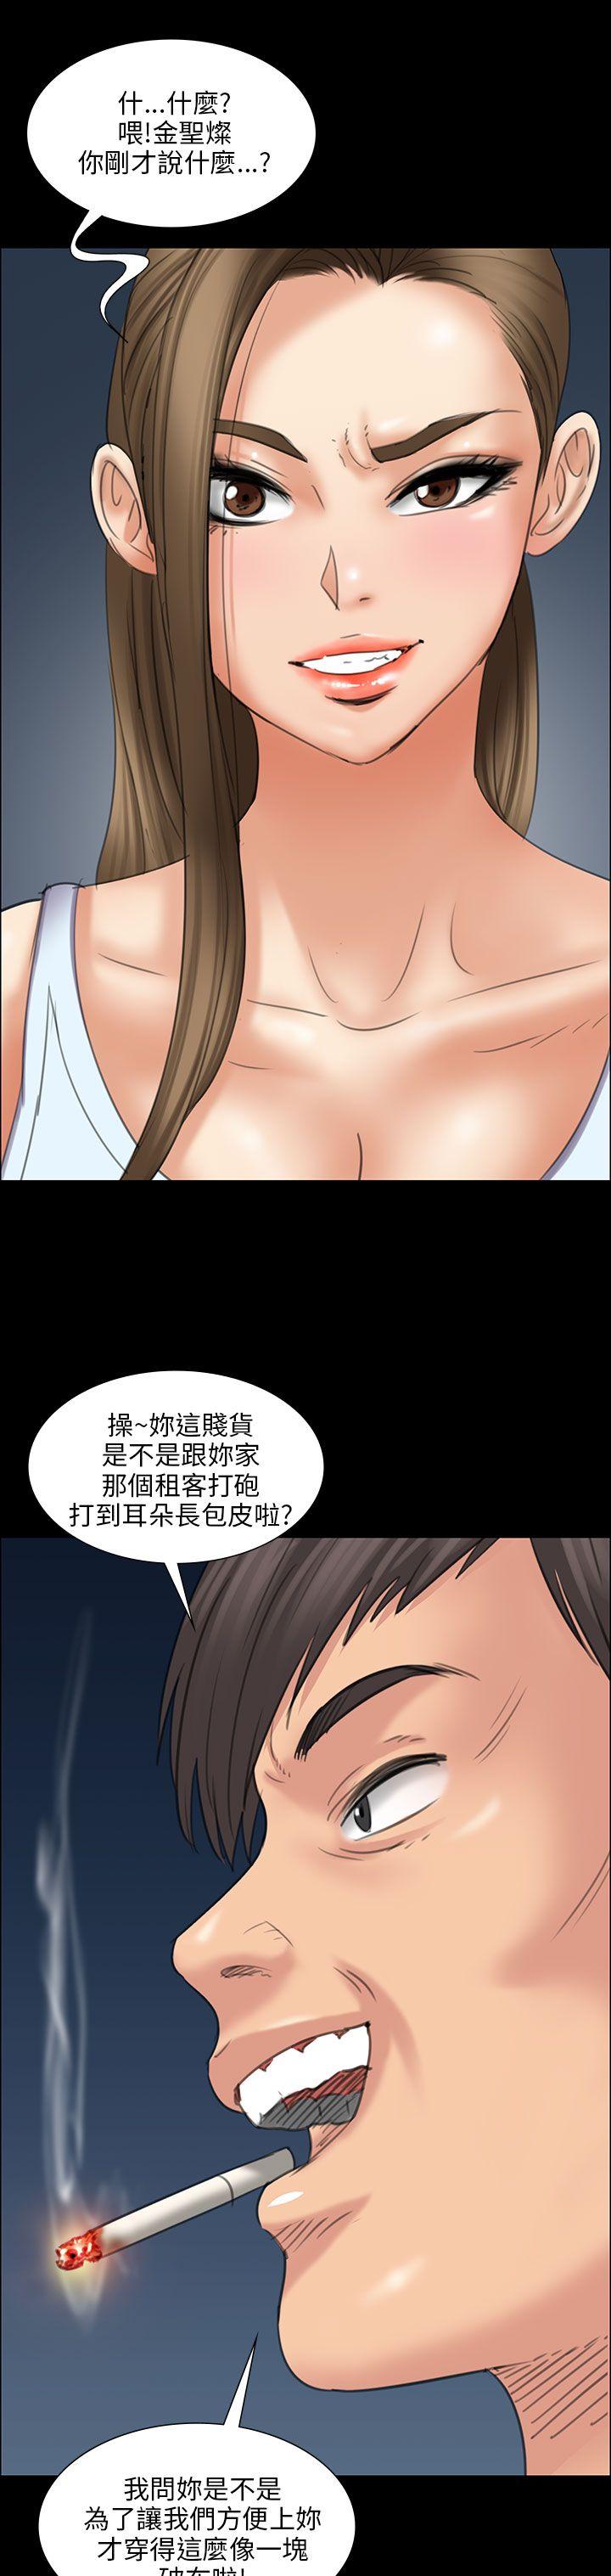 什...什麼?
喂!金聖燦
你剛才說什麼...?
操~妳這賤貨
是不是跟妳家
那個租客打砲
打到耳朵長包皮啦?
我問妳是不是
為了讓我們方便上妳
才穿得這麼像一塊
破布啦!